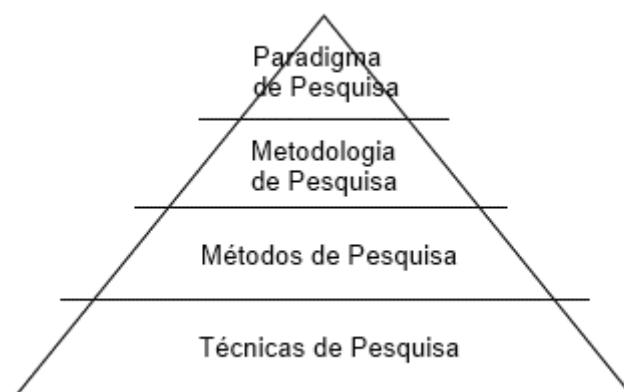 Paradigma
de Pesquisa
Metodologia
de Pesquisa
Métodos de Pesquisa
Técnicas de Pesquisa